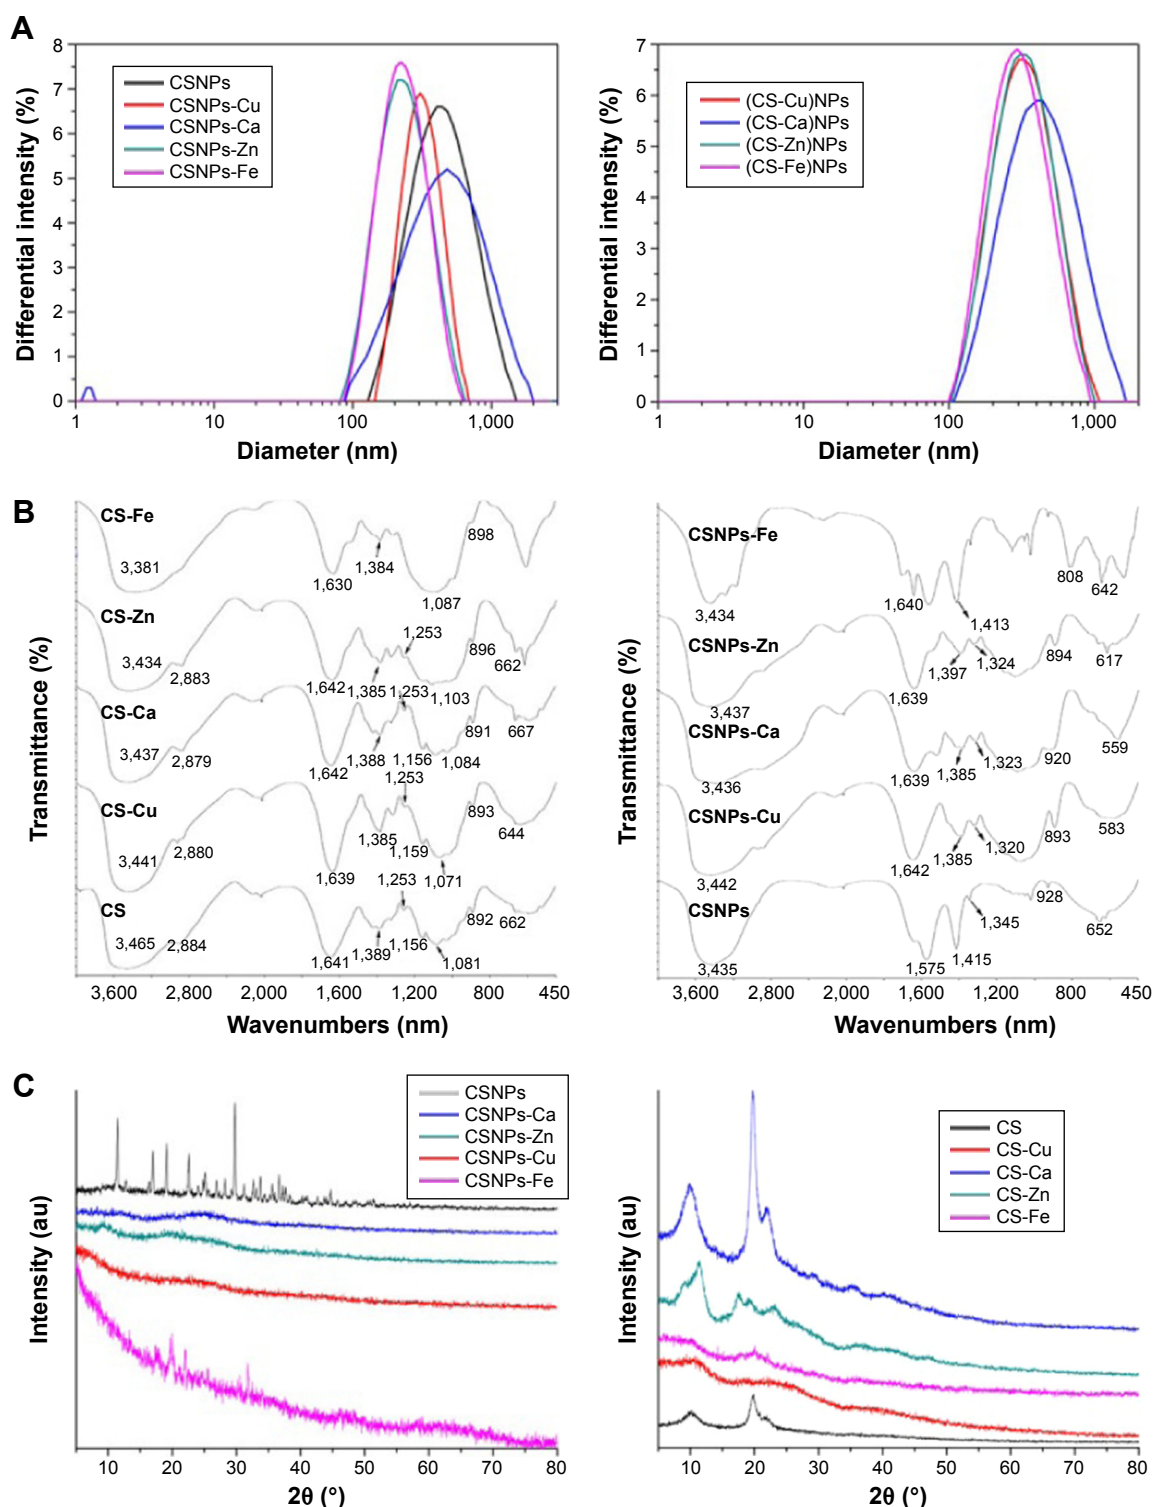 A
Differential intensity (%)
8
7
6
5
4
3
2
1
0
CSNPs
CSNPs-Cu
CSNPs-Ca
CSNPs-Zn
CSNPs-Fe
1 10 100 1,000
Diameter (nm)
Differential intensity (%)
7
6
5
4
3
2
1
0
(CS-Cu)NPs
(CS-Ca)NPs
(CS-Zn)NPs
(CS-Fe)NPs
1 10 100 1,000
Diameter (nm)
B
Transmittance (%)
CS-Fe
3,381 1,630 1,384 1,087 898
CS-Zn
3,434 2,883 1,642 1,385 1,253 1,103 896 662
CS-Ca
3,437 2,879 1,642 1,388 1,253 1,156 1,084 891 667
CS-Cu
3,441 2,880 1,639 1,385 1,253 1,159 1,071 893 644
CS
3,465 2,884 1,641 1,389 1,253 1,156 1,081 892 662
3,600 2,800 2,000 1,600 1,200 800 450
Wavenumbers (nm)
Transmittance (%)
CSNPs-Fe
3,434 1,640 1,413 808 642
CSNPs-Zn
3,437 1,639 1,397 1,324 894 617
CSNPs-Ca
3,436 1,639 1,385 1,323 920 559
CSNPs-Cu
3,442 1,642 1,385 1,320 893 583
CSNPs
3,435 1,575 1,415 1,345 928 652
3,600 2,800 2,000 1,600 1,200 800 450
Wavenumbers (nm)
C
Intensity (au)
CSNPs
CSNPs-Ca
CSNPs-Zn
CSNPs-Cu
CSNPs-Fe
10 20 30 40 50 60 70 80
2θ (°)
Intensity (au)
CS
CS-Cu
CS-Ca
CS-Zn
CS-Fe
10 20 30 40 50 60 70 80
2θ (°)